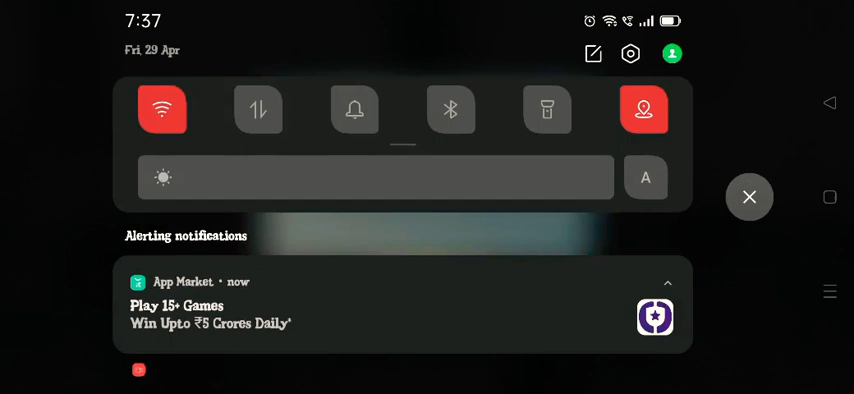 7:37
Fri, 29 Apr
A
Alerting notifications
App Market • now
Play 15+ Games
Win Upto ₹5 Crores Daily*